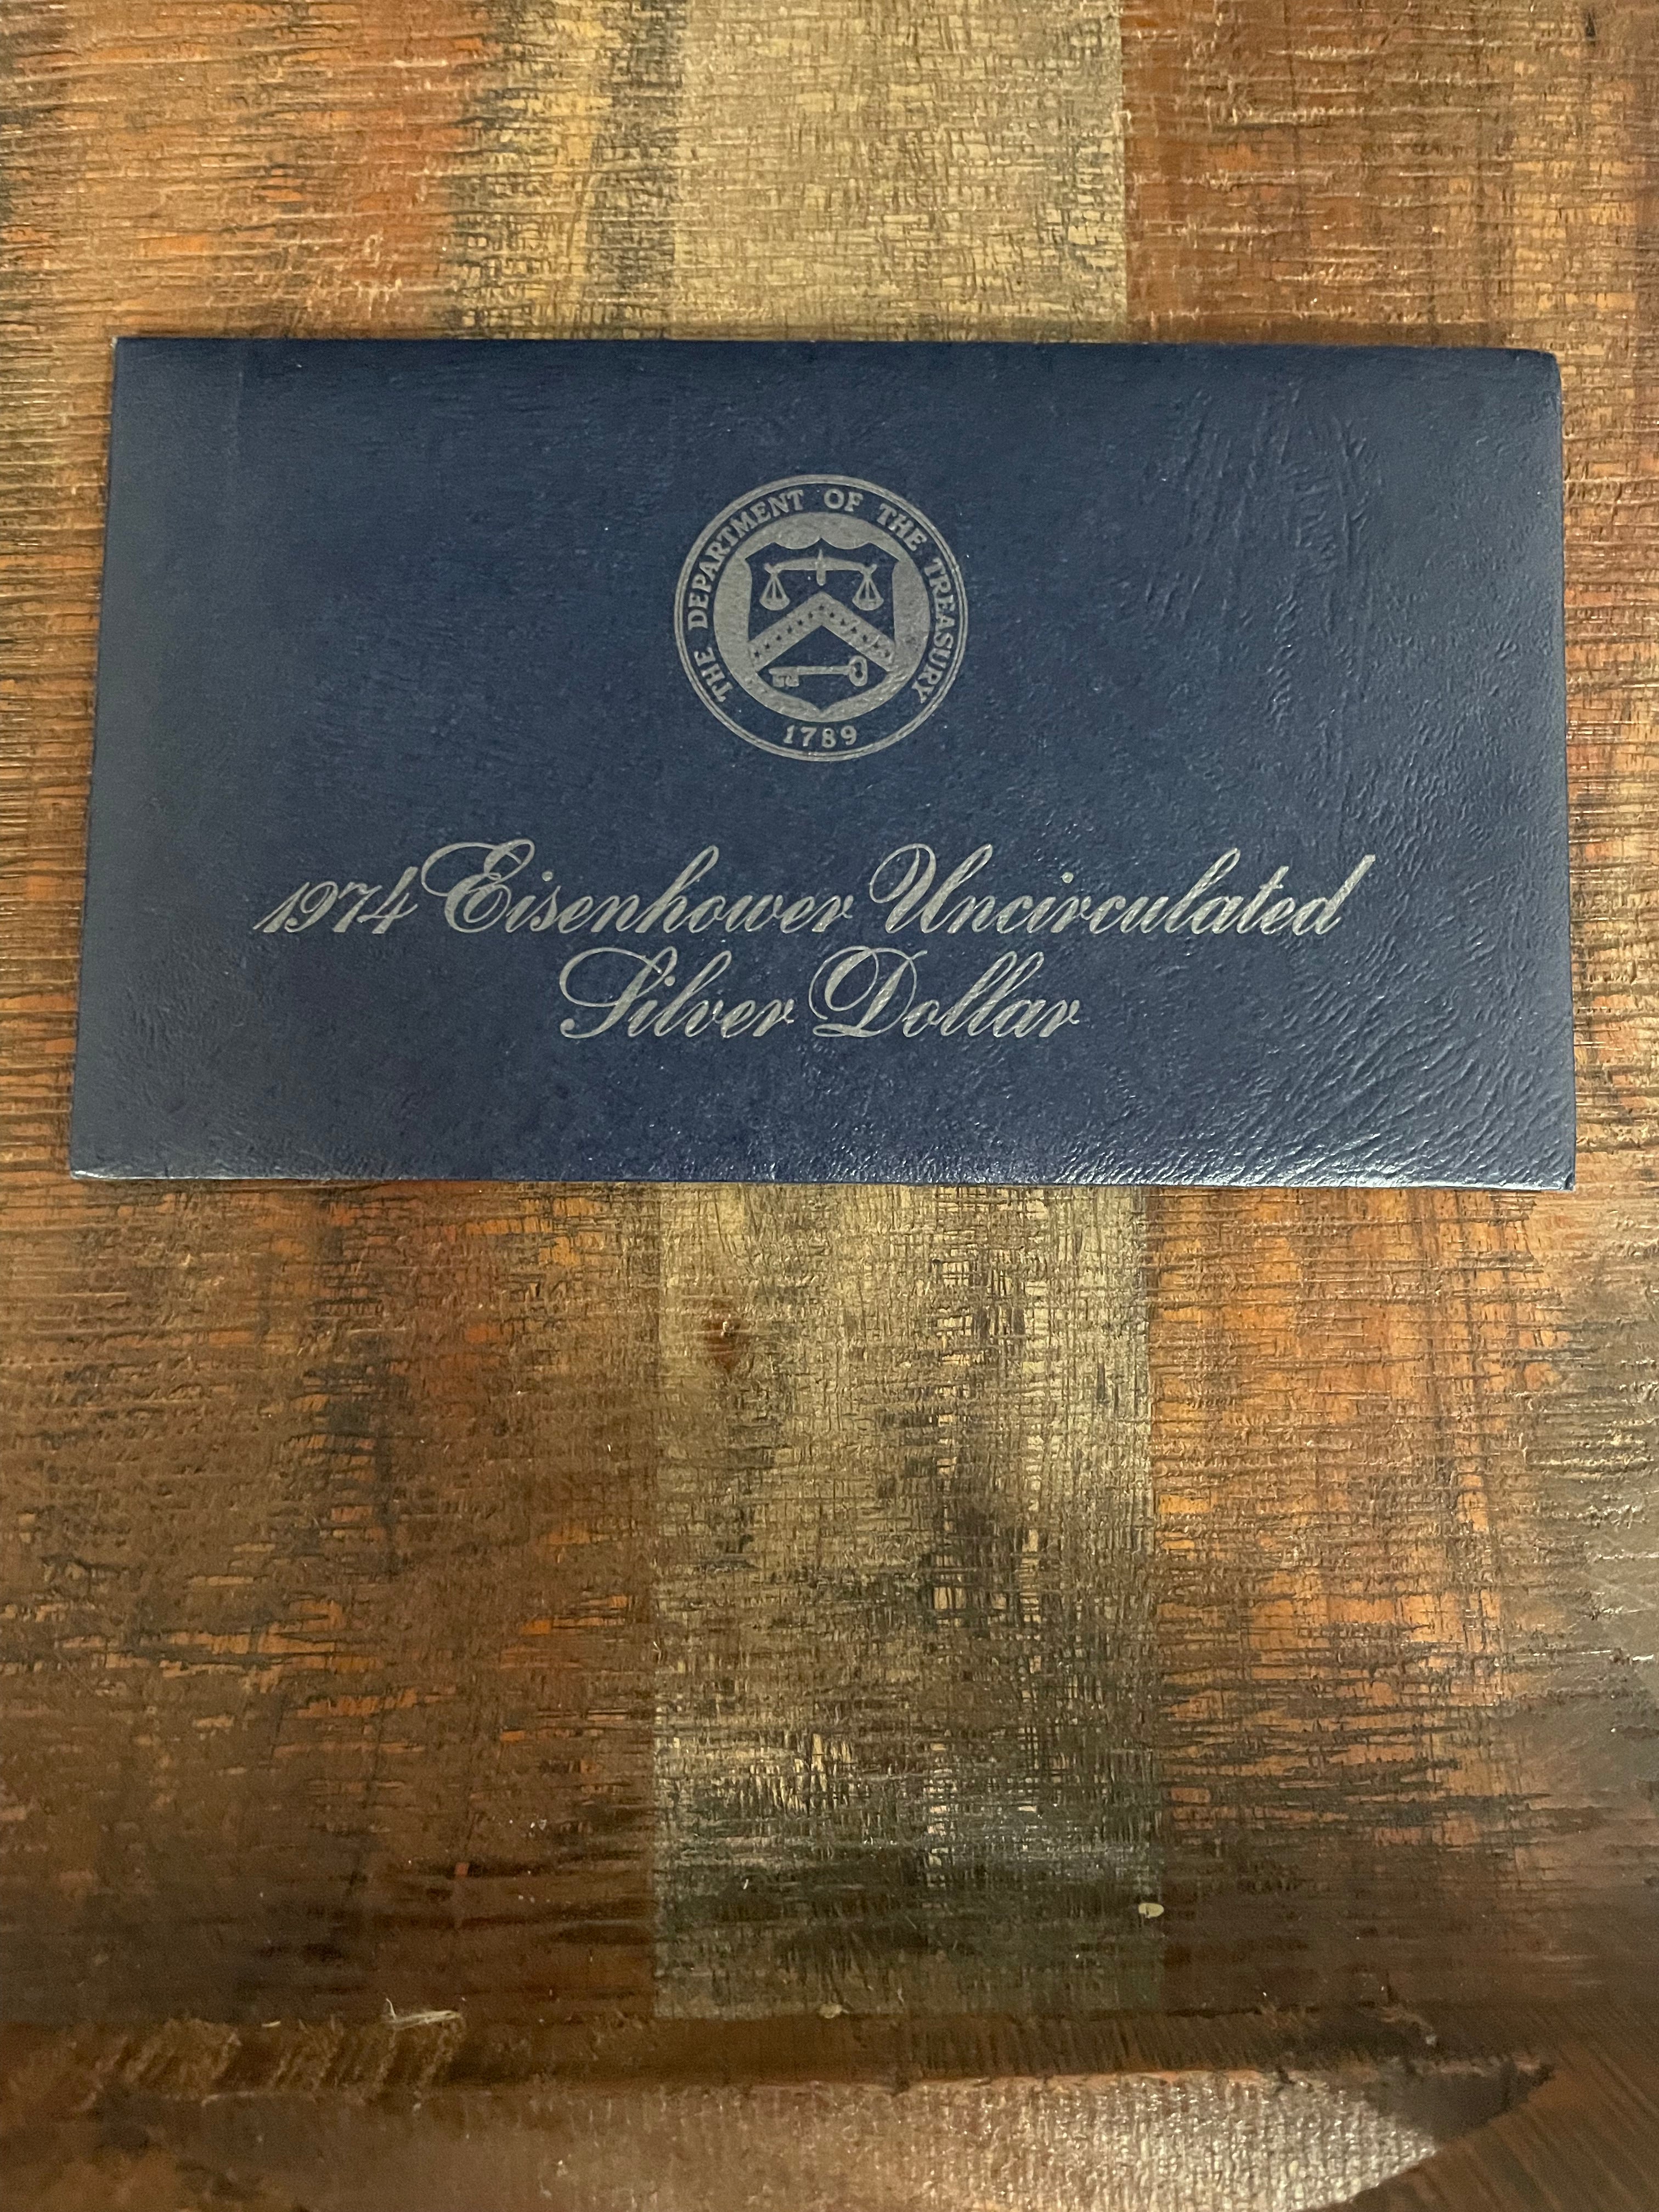 THE DEPARTMENT OF THE TREASURY
1789
1974 Eisenhower Uncirculated
Silver Dollar